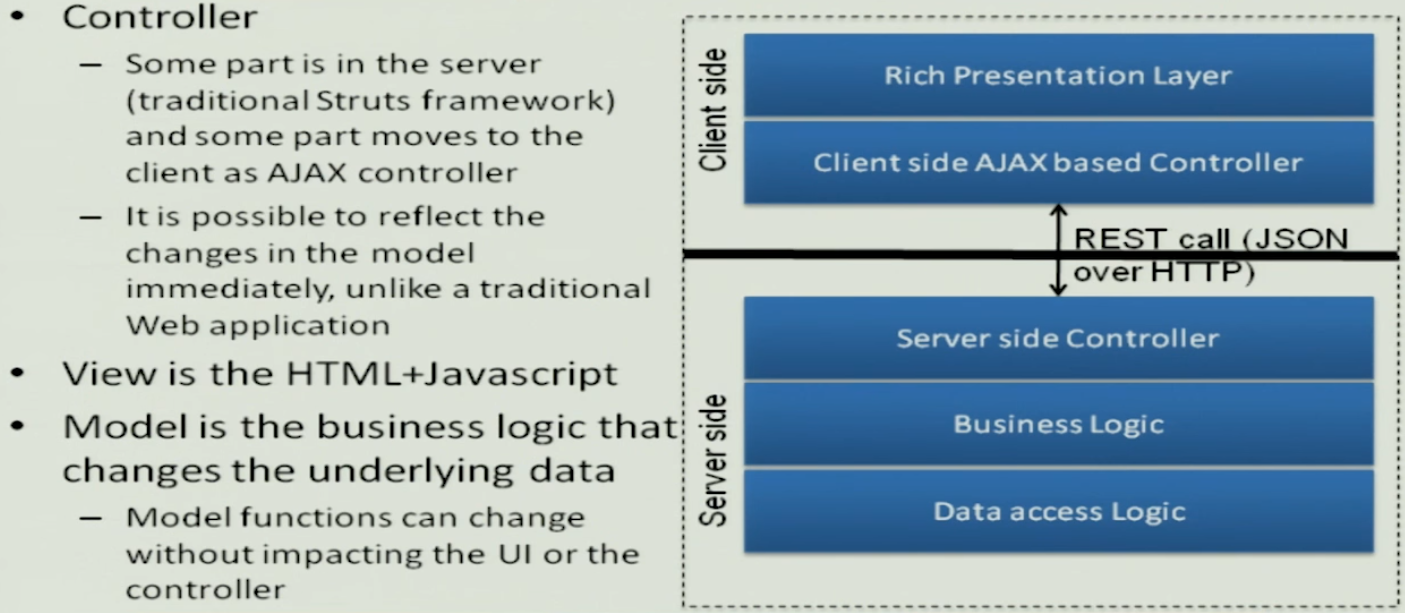 • Controller
– Some part is in the server
(traditional Struts framework)
and some part moves to the
client as AJAX controller
– It is possible to reflect the
changes in the model
immediately, unlike a traditional
Web application
• View is the HTML+Javascript
• Model is the business logic that
changes the underlying data
– Model functions can change
without impacting the UI or the
controller
Client side
Rich Presentation Layer
Client side AJAX based Controller
REST call (JSON
over HTTP)
Server side
Server side Controller
Business Logic
Data access Logic